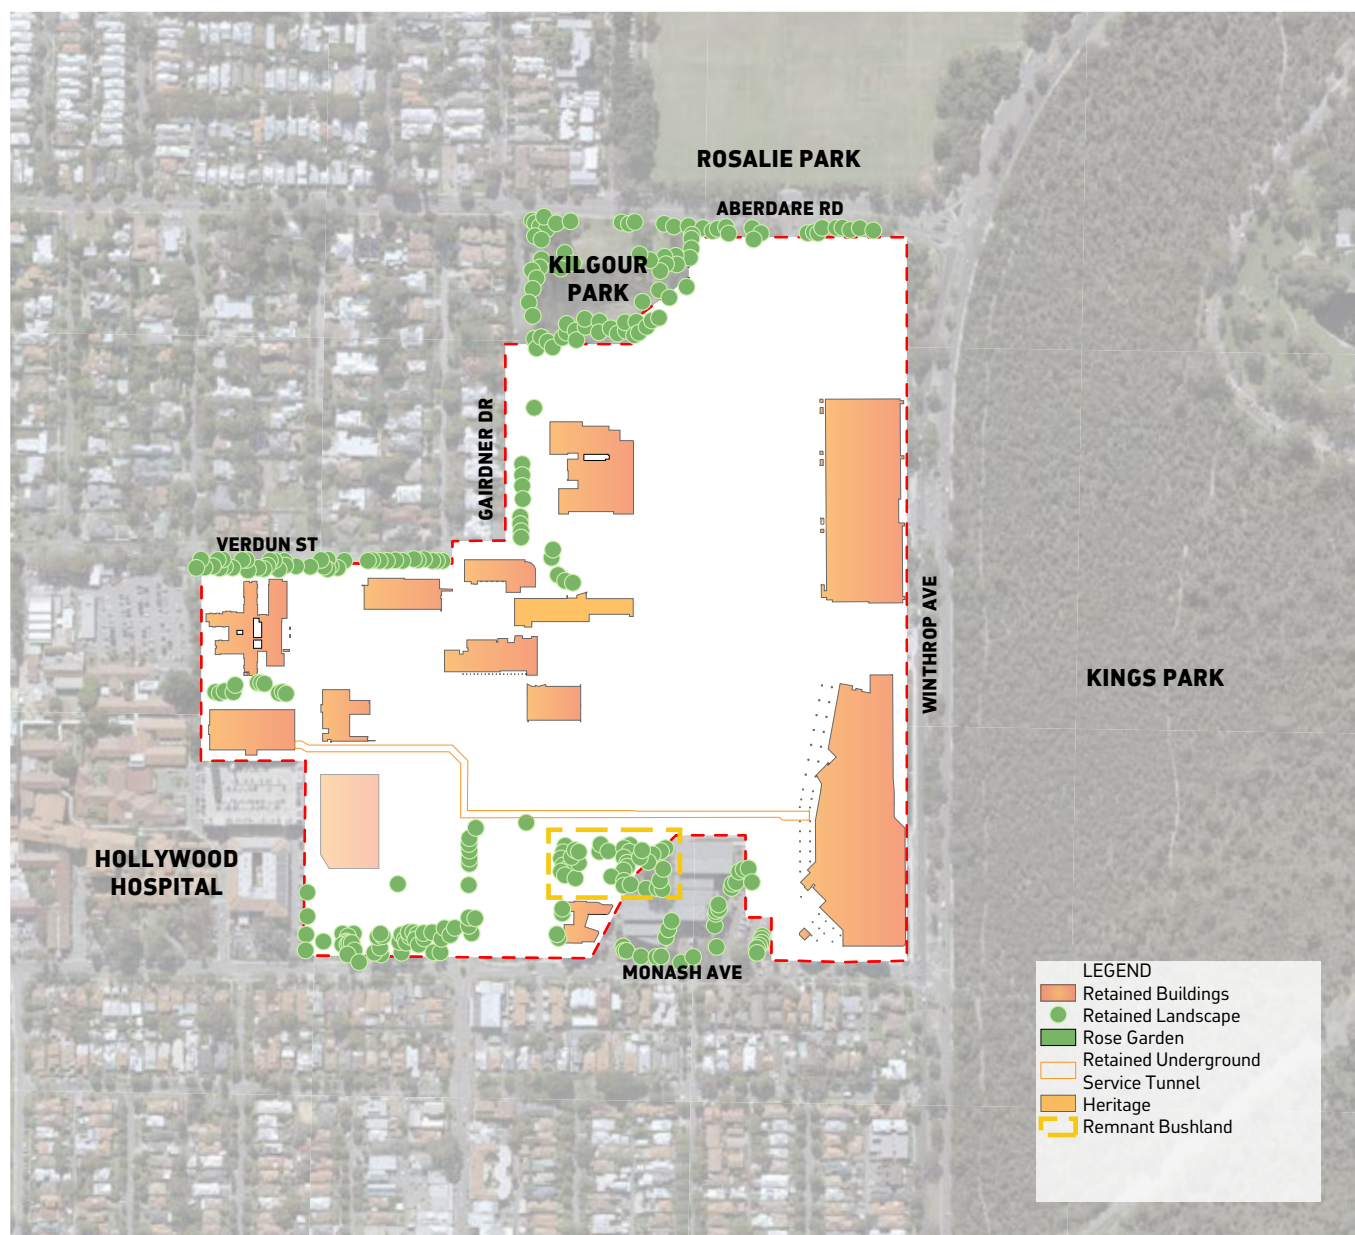 ROSALIE PARK
ABERDARE RD
KILGOUR
PARK
GAIRDNER DR
VERDUN ST
WINTHROP AVE
KINGS PARK
HOLLYWOOD
HOSPITAL
MONASH AVE
LEGEND
Retained Buildings
Retained Landscape
Rose Garden
Retained Underground
Service Tunnel
Heritage
Remnant Bushland